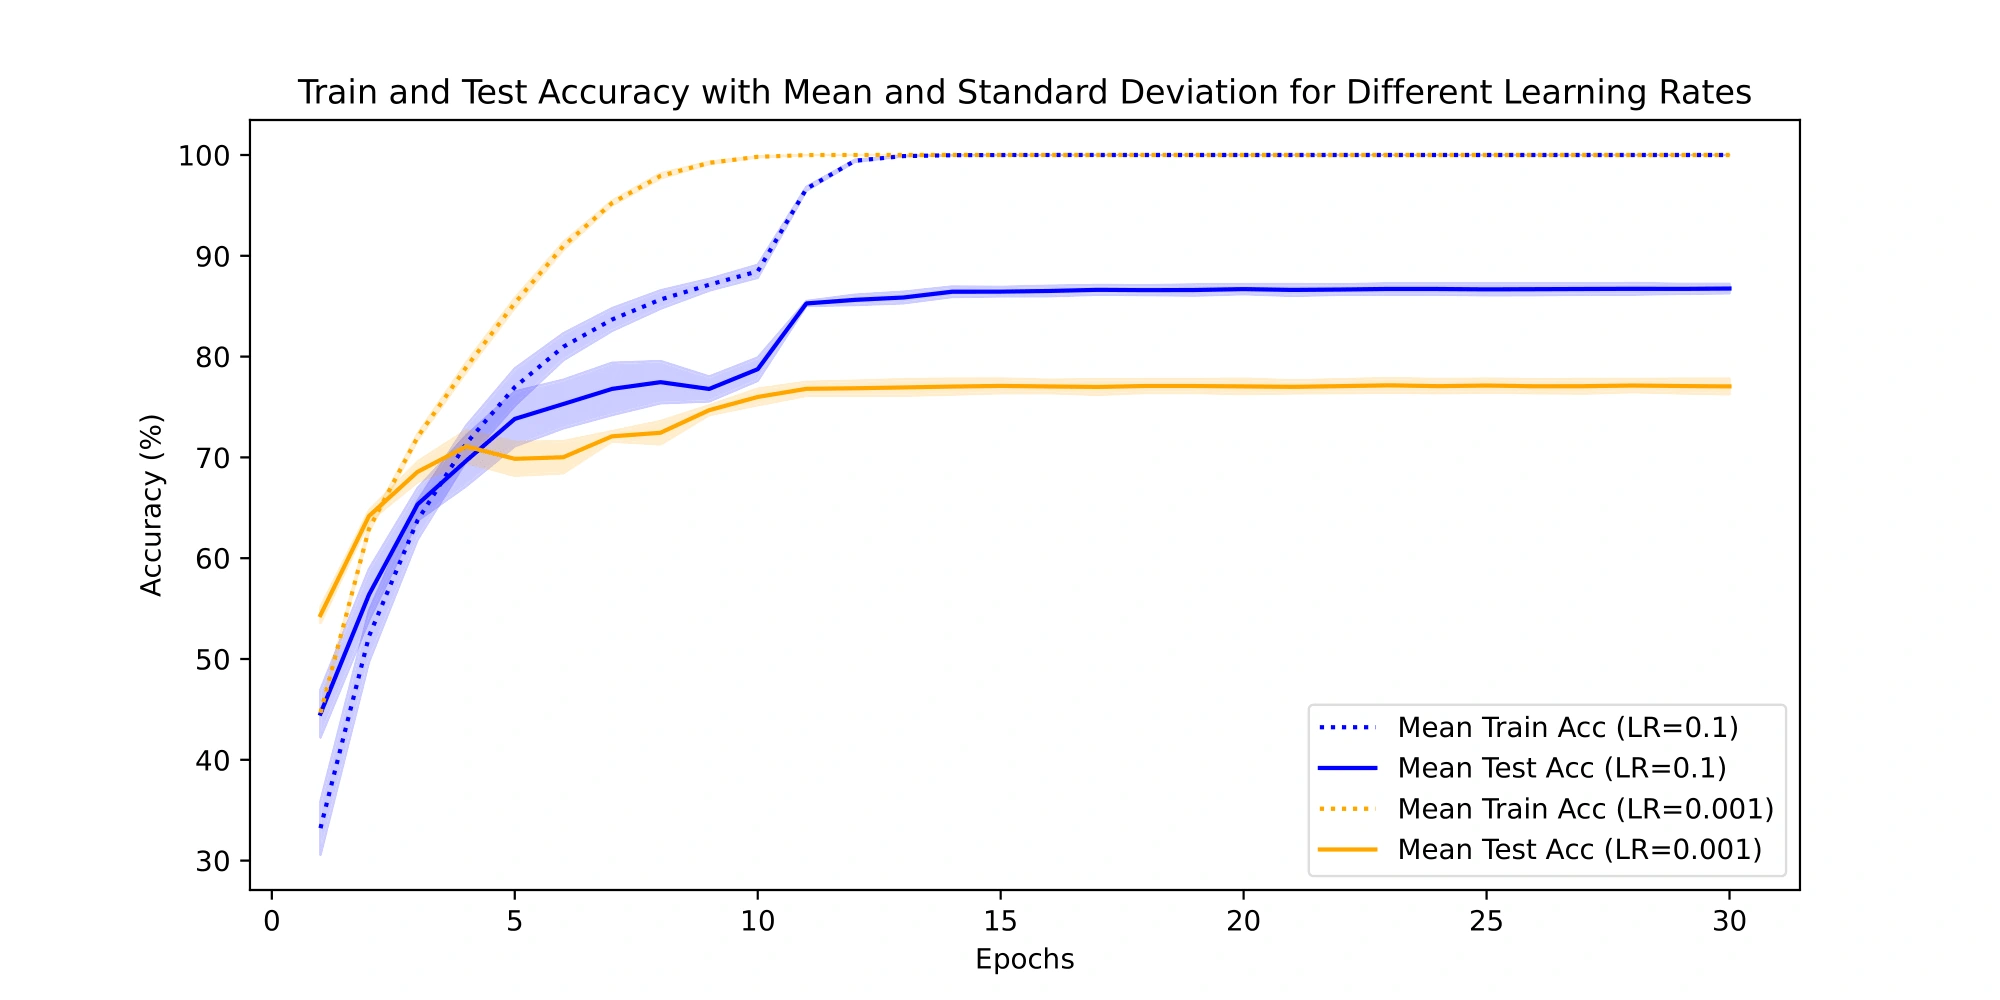 Train and Test Accuracy with Mean and Standard Deviation for Different Learning Rates
100
90
80
70
60
50
40
30
Accuracy (%)
0 5 10 15 20 25 30
Epochs
Mean Train Acc (LR=0.1)
Mean Test Acc (LR=0.1)
Mean Train Acc (LR=0.001)
Mean Test Acc (LR=0.001)